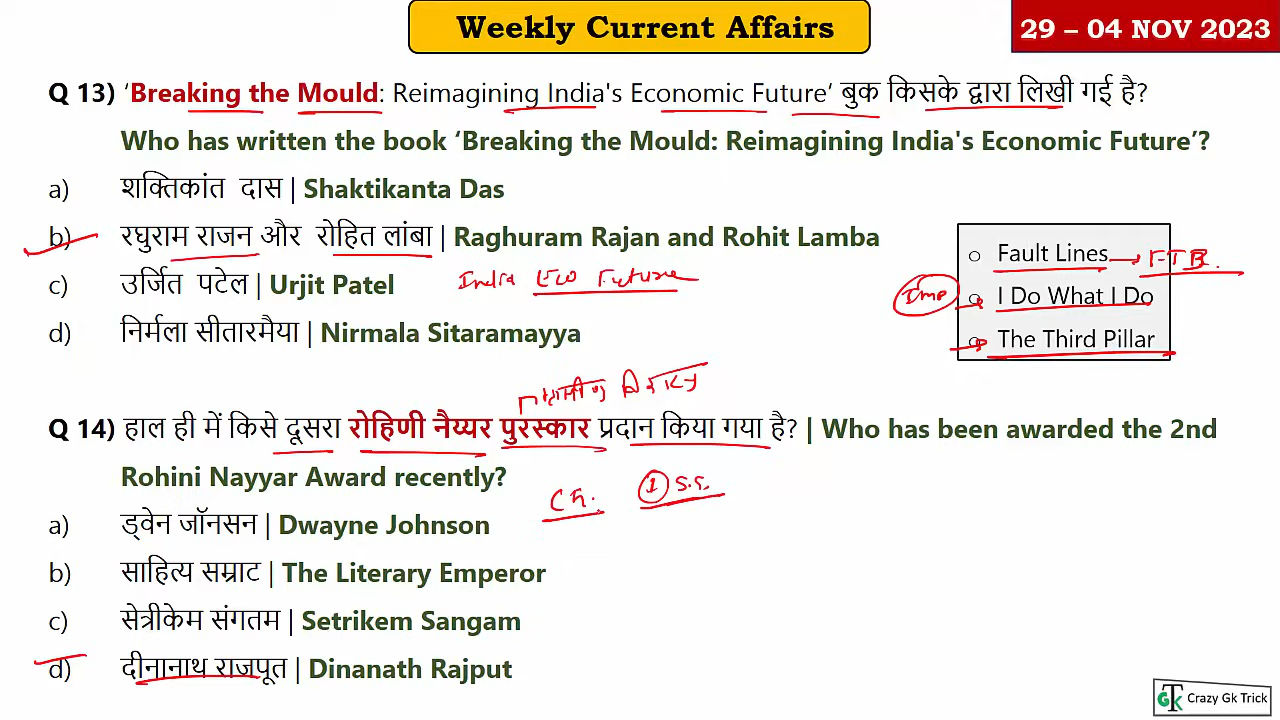 Weekly Current Affairs
29 – 04 NOV 2023
Q 13) ‘Breaking the Mould: Reimagining India's Economic Future’ बुक किसके द्वारा लिखी गई है?
Who has written the book ‘Breaking the Mould: Reimagining India's Economic Future’?
a) शक्तिकांत दास | Shaktikanta Das
b) रघुराम राजन और रोहित लांबा | Raghuram Rajan and Rohit Lamba
c) उर्जित पटेल | Urjit Patel
India Eco Future
d) निर्मला सीतारमैया | Nirmala Sitaramayya
Fault Lines
Imp I Do What I Do
The Third Pillar
Q 14) हाल ही में किसे दूसरा रोहिणी नैय्यर पुरस्कार प्रदान किया गया है? | Who has been awarded the 2nd
Rohini Nayyar Award recently?
1 S.S.
a) ड्वेन जॉनसन | Dwayne Johnson
b) साहित्य सम्राट | The Literary Emperor
c) सेत्रीकेम संगतम | Setrikem Sangam
d) दीनानाथ राजपूत | Dinanath Rajput
GTK Crazy Gk Trick